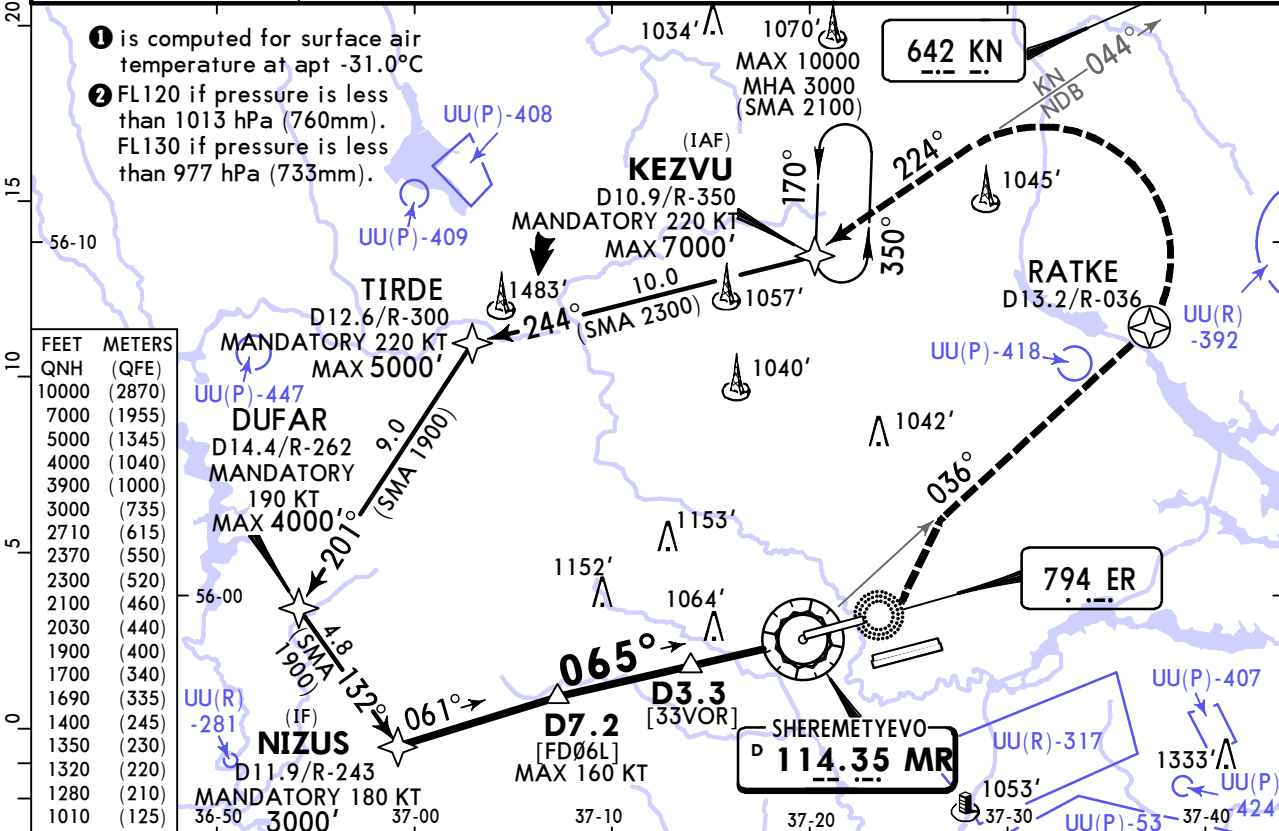 20
15
10
5
0
❶ is computed for surface air
temperature at apt -31.0°C
❷ FL120 if pressure is less
than 1013 hPa (760mm).
FL130 if pressure is less
than 977 hPa (733mm).
UU(P)-408
UU(P)-409
56-10
1034'
1070'
MAX 10000
MHA 3000
(SMA 2100)
642 KN
KN
NDB
044°
(IAF)
KEZVU
D10.9/R-350
MANDATORY 220 KT
MAX 7000'
170°
350°
224°
1045'
RATKE
D13.2/R-036
UU(R)
-392
UU(P)-418
TIRDE
D12.6/R-300
MANDATORY 220 KT
MAX 5000'
1483'
10.0
244°
(SMA 2300)
1057'
1040'
1042'
036°
UU(P)-447
DUFAR
D14.4/R-262
MANDATORY
190 KT
MAX 4000'
9.0
(SMA 1900)
201°
1153'
1152'
1064'
794 ER
56-00
4.8
(SMA
1900)
132°
065°
061°
D3.3
[33VOR]
D7.2
[FD06L]
MAX 160 KT
UU(R)
-281
(IF)
NIZUS
D11.9/R-243
MANDATORY 180 KT
3000'
SHEREMETYEVO
D 114.35 MR
UU(R)-317
UU(P)-407
1333'
UU(P)
-424
1053'
UU(P)-53
36-50
37-00
37-10
37-20
37-30
37-40
FEET METERS
QNH (QFE)
10000 (2870)
7000 (1955)
5000 (1345)
4000 (1040)
3900 (1000)
3000 (735)
2710 (615)
2370 (550)
2300 (520)
2100 (460)
2030 (440)
1900 (400)
1700 (340)
1690 (335)
1400 (245)
1350 (230)
1320 (220)
1280 (210)
1010 (125)